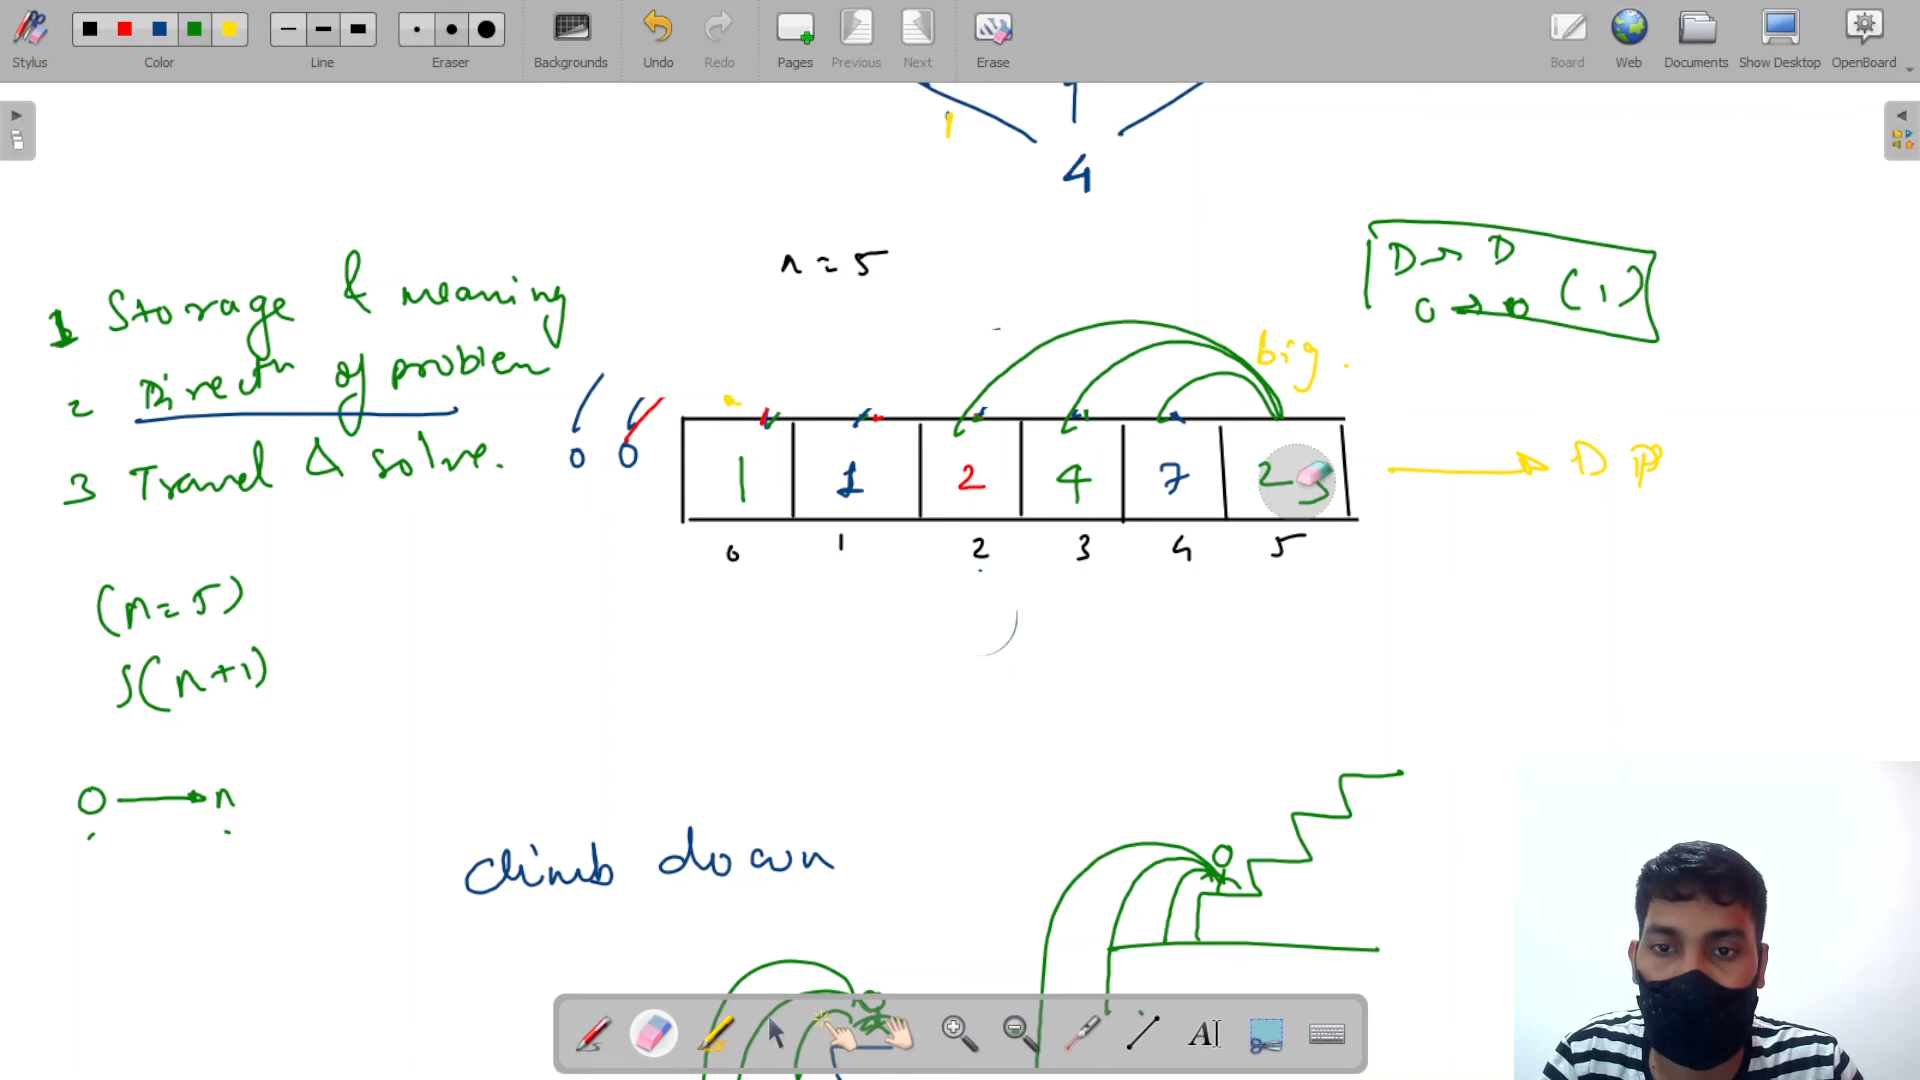 Stylus
Color
Line
Eraser
Backgrounds
Undo
Redo
Pages
Previous
Next
Erase
Board
Web
Documents
Show Desktop
OpenBoard
1
4
n = 5
1 Storage & meaning
2 Directn of problem
3 Travel & solve.
D → D
0 → 0 (1)
big .
0 0
1 1 2 4 7
0 1 2 3 4 5
D P
(n = 5)
S(n+1)
0 → n
climb down